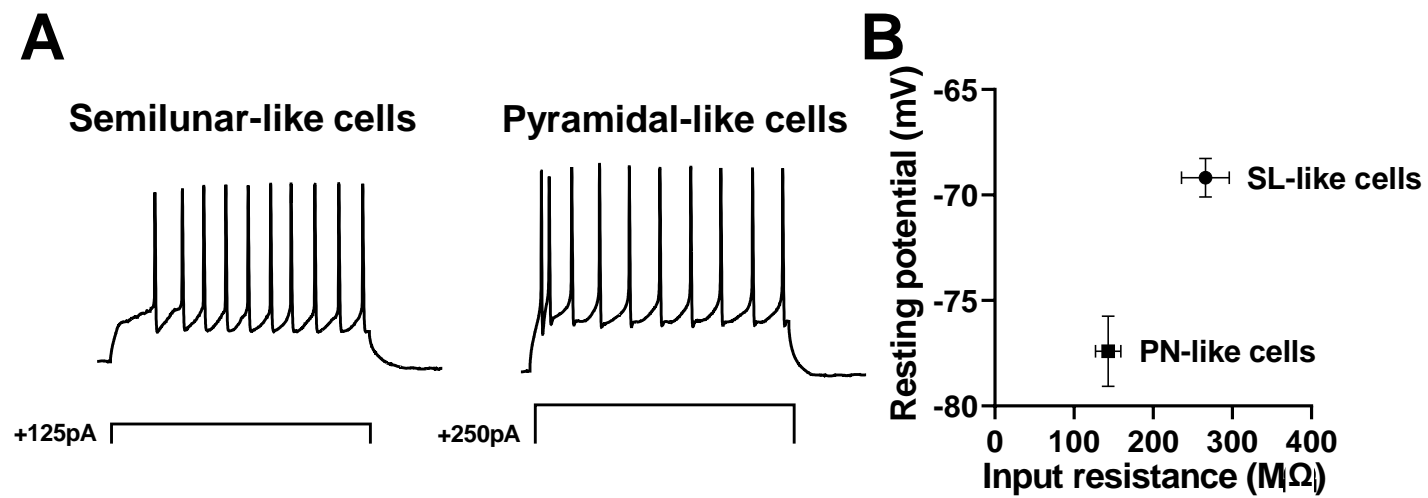 A
B
Semilunar-like cells
Pyramidal-like cells
+125pA
+250pA
Resting potential (mV)
-65
-70
-75
-80
SL-like cells
PN-like cells
0 100 200 300 400
Input resistance (MΩ)